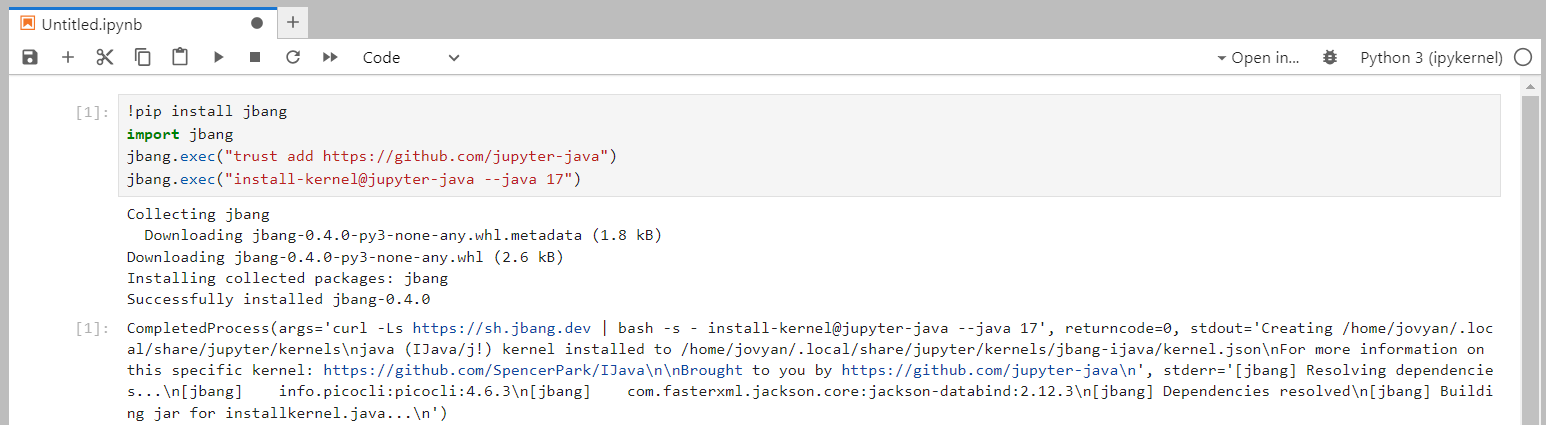 Untitled.ipynb
Code
Open in...
Python 3 (ipykernel)
[1]:
!pip install jbang
import jbang
jbang.exec("trust add https://github.com/jupyter-java")
jbang.exec("install-kernel@jupyter-java --java 17")
Collecting jbang
  Downloading jbang-0.4.0-py3-none-any.whl.metadata (1.8 kB)
Downloading jbang-0.4.0-py3-none-any.whl (2.6 kB)
Installing collected packages: jbang
Successfully installed jbang-0.4.0
[1]:
CompletedProcess(args='curl -Ls https://sh.jbang.dev | bash -s - install-kernel@jupyter-java --java 17', returncode=0, stdout='Creating /home/jovyan/.loc
al/share/jupyter/kernels\njava (IJava/j!) kernel installed to /home/jovyan/.local/share/jupyter/kernels/jbang-ijava/kernel.json\nFor more information on
this specific kernel: https://github.com/SpencerPark/IJava\n\nBrought to you by https://github.com/jupyter-java\n', stderr='[jbang] Resolving dependencie
s...\n[jbang]    info.picocli:picocli:4.6.3\n[jbang]    com.fasterxml.jackson.core:jackson-databind:2.12.3\n[jbang] Dependencies resolved\n[jbang] Buildi
ng jar for installkernel.java...\n')